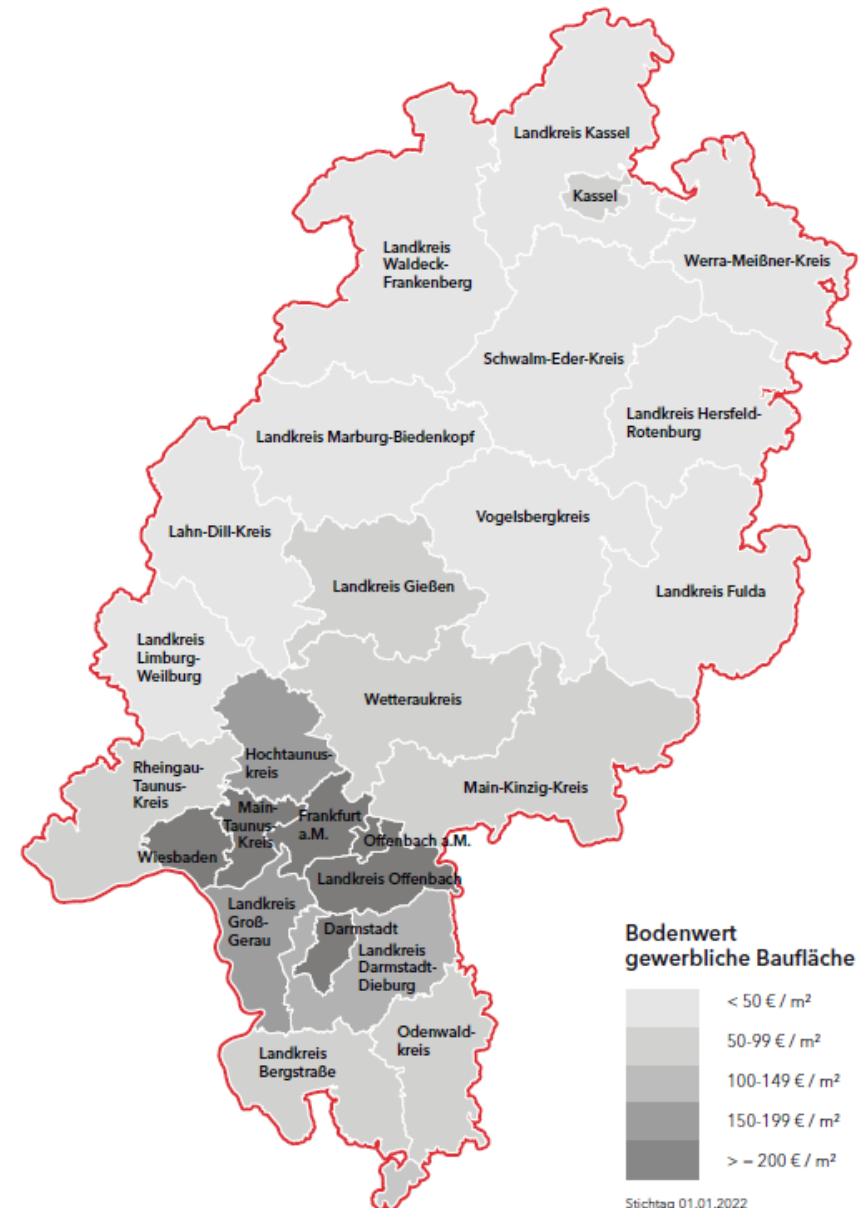 Landkreis Kassel
Kassel
Landkreis
Waldeck-
Frankenberg
Werra-Meißner-Kreis
Schwalm-Eder-Kreis
Landkreis Hersfeld-
Rotenburg
Landkreis Marburg-Biedenkopf
Vogelsbergkreis
Lahn-Dill-Kreis
Landkreis Gießen
Landkreis Fulda
Landkreis
Limburg-
Weilburg
Wetteraukreis
Hochtaunus-
kreis
Rheingau-
Taunus-
Kreis
Main-Kinzig-Kreis
Main-
Taunus-
Kreis
Frankfurt
a.M.
Offenbach a.M.
Wiesbaden
Landkreis Offenbach
Landkreis
Groß-
Gerau
Darmstadt
Landkreis
Darmstadt-
Dieburg
Odenwald-
kreis
Landkreis
Bergstraße
Bodenwert
gewerbliche Baufläche
< 50 € / m²
50-99 € / m²
100-149 € / m²
150-199 € / m²
> – 200 € / m²
Stichtag 01.01.2022